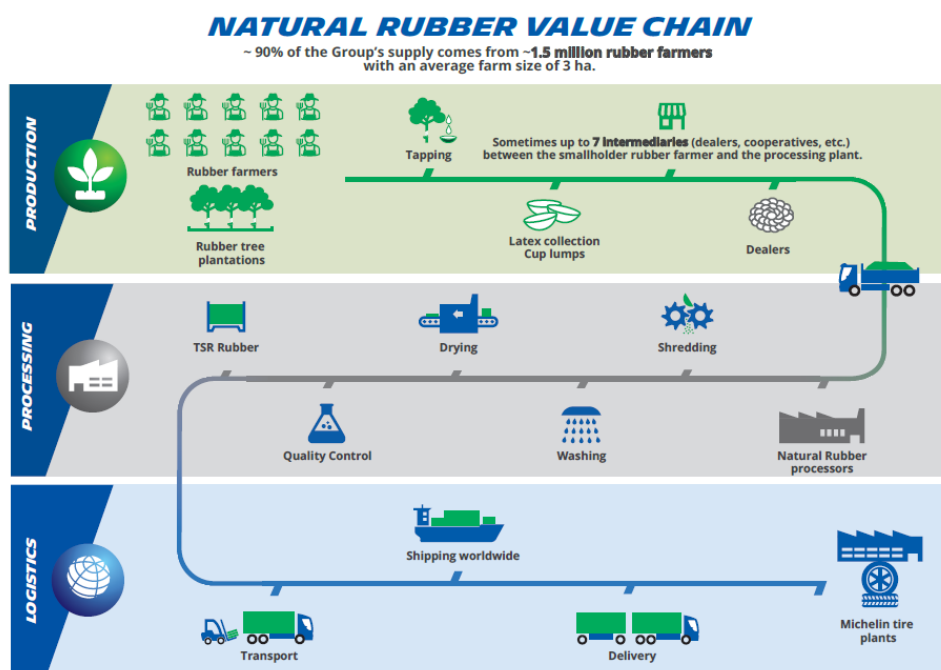 NATURAL RUBBER VALUE CHAIN
~ 90% of the Group's supply comes from ~1.5 million rubber farmers
with an average farm size of 3 ha.
PRODUCTION
Rubber farmers
Rubber tree
plantations
Tapping
Sometimes up to 7 intermediaries (dealers, cooperatives, etc.)
between the smallholder rubber farmer and the processing plant.
Latex collection
Cup lumps
Dealers
PROCESSING
TSR Rubber
Drying
Shredding
Quality Control
Washing
Natural Rubber
processors
LOGISTICS
Shipping worldwide
Transport
Delivery
Michelin tire
plants